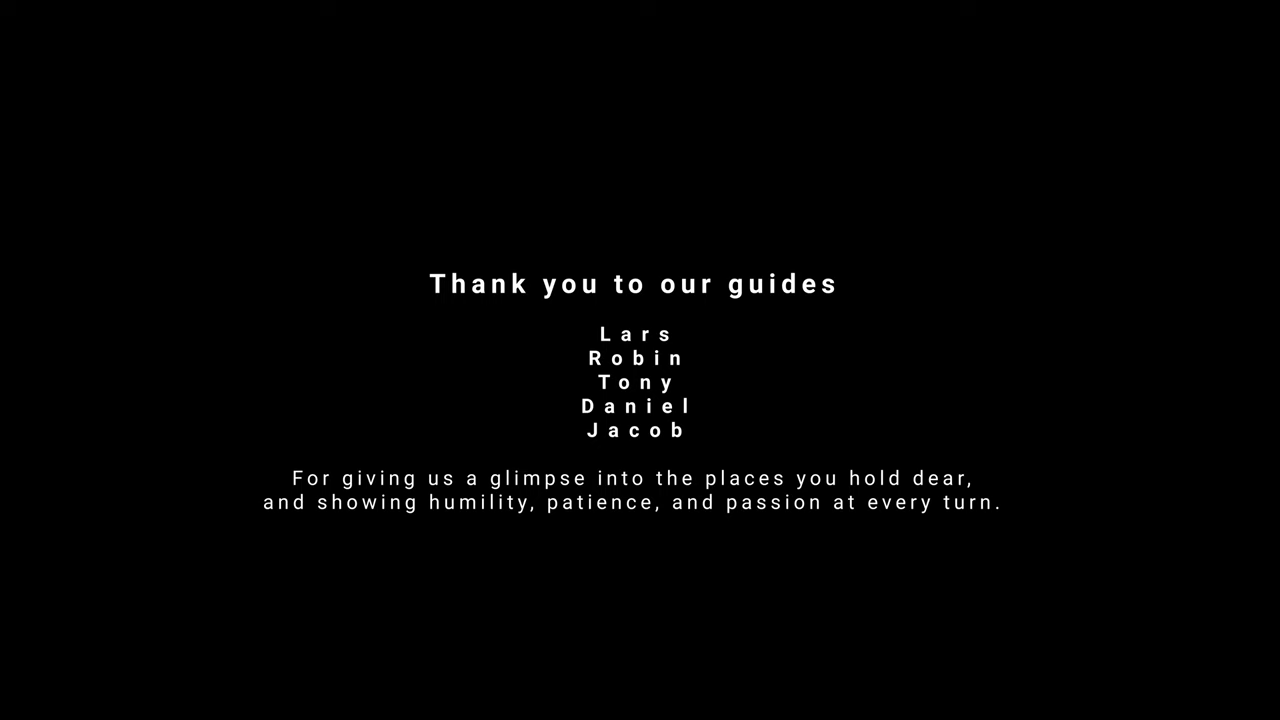 Thank you to our guides
Lars
Robin
Tony
Daniel
Jacob
For giving us a glimpse into the places you hold dear,
and showing humility, patience, and passion at every turn.